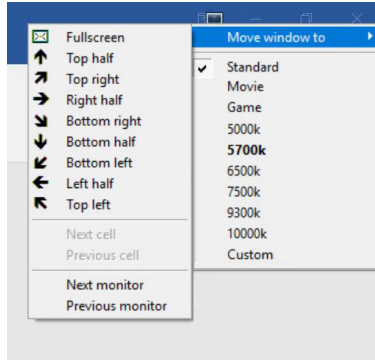 Move window to
Standard
Movie
Game
5000k
5700k
6500k
7500k
9300k
10000k
Custom
Fullscreen
Top half
Top right
Right half
Bottom right
Bottom half
Bottom left
Left half
Top left
Next cell
Previous cell
Next monitor
Previous monitor